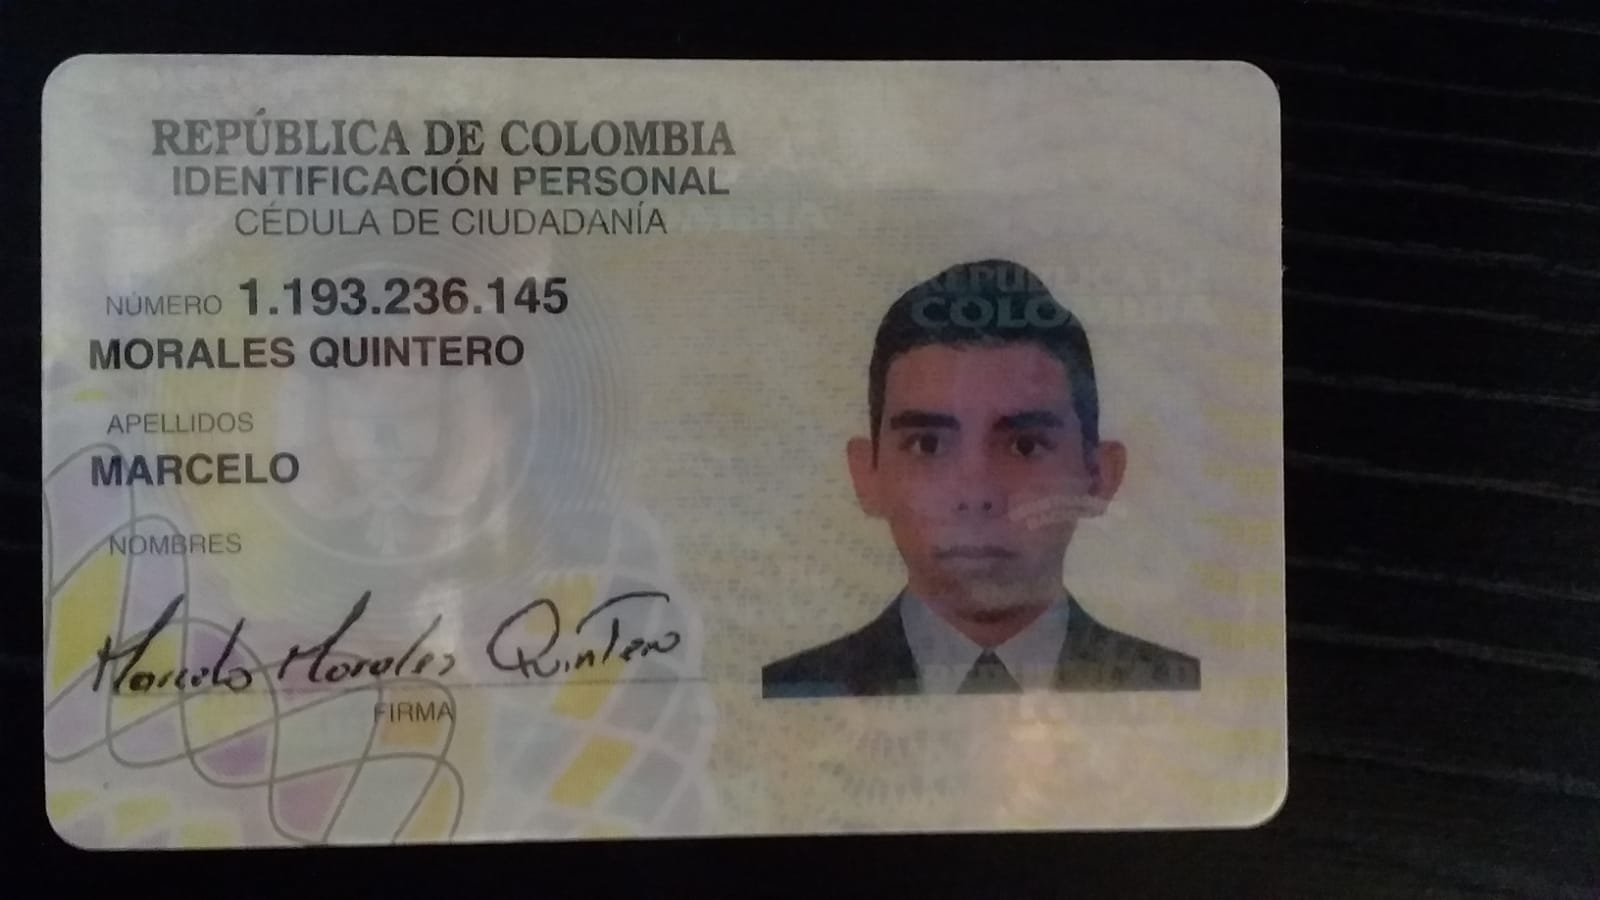 REPÚBLICA DE COLOMBIA
IDENTIFICACIÓN PERSONAL
CÉDULA DE CIUDADANÍA
NÚMERO 1.193.236.145
MORALES QUINTERO
APELLIDOS
MARCELO
NOMBRES
Marcelo Morales Quintero
FIRMA
REPÚBLICA DE
COLOMBIA